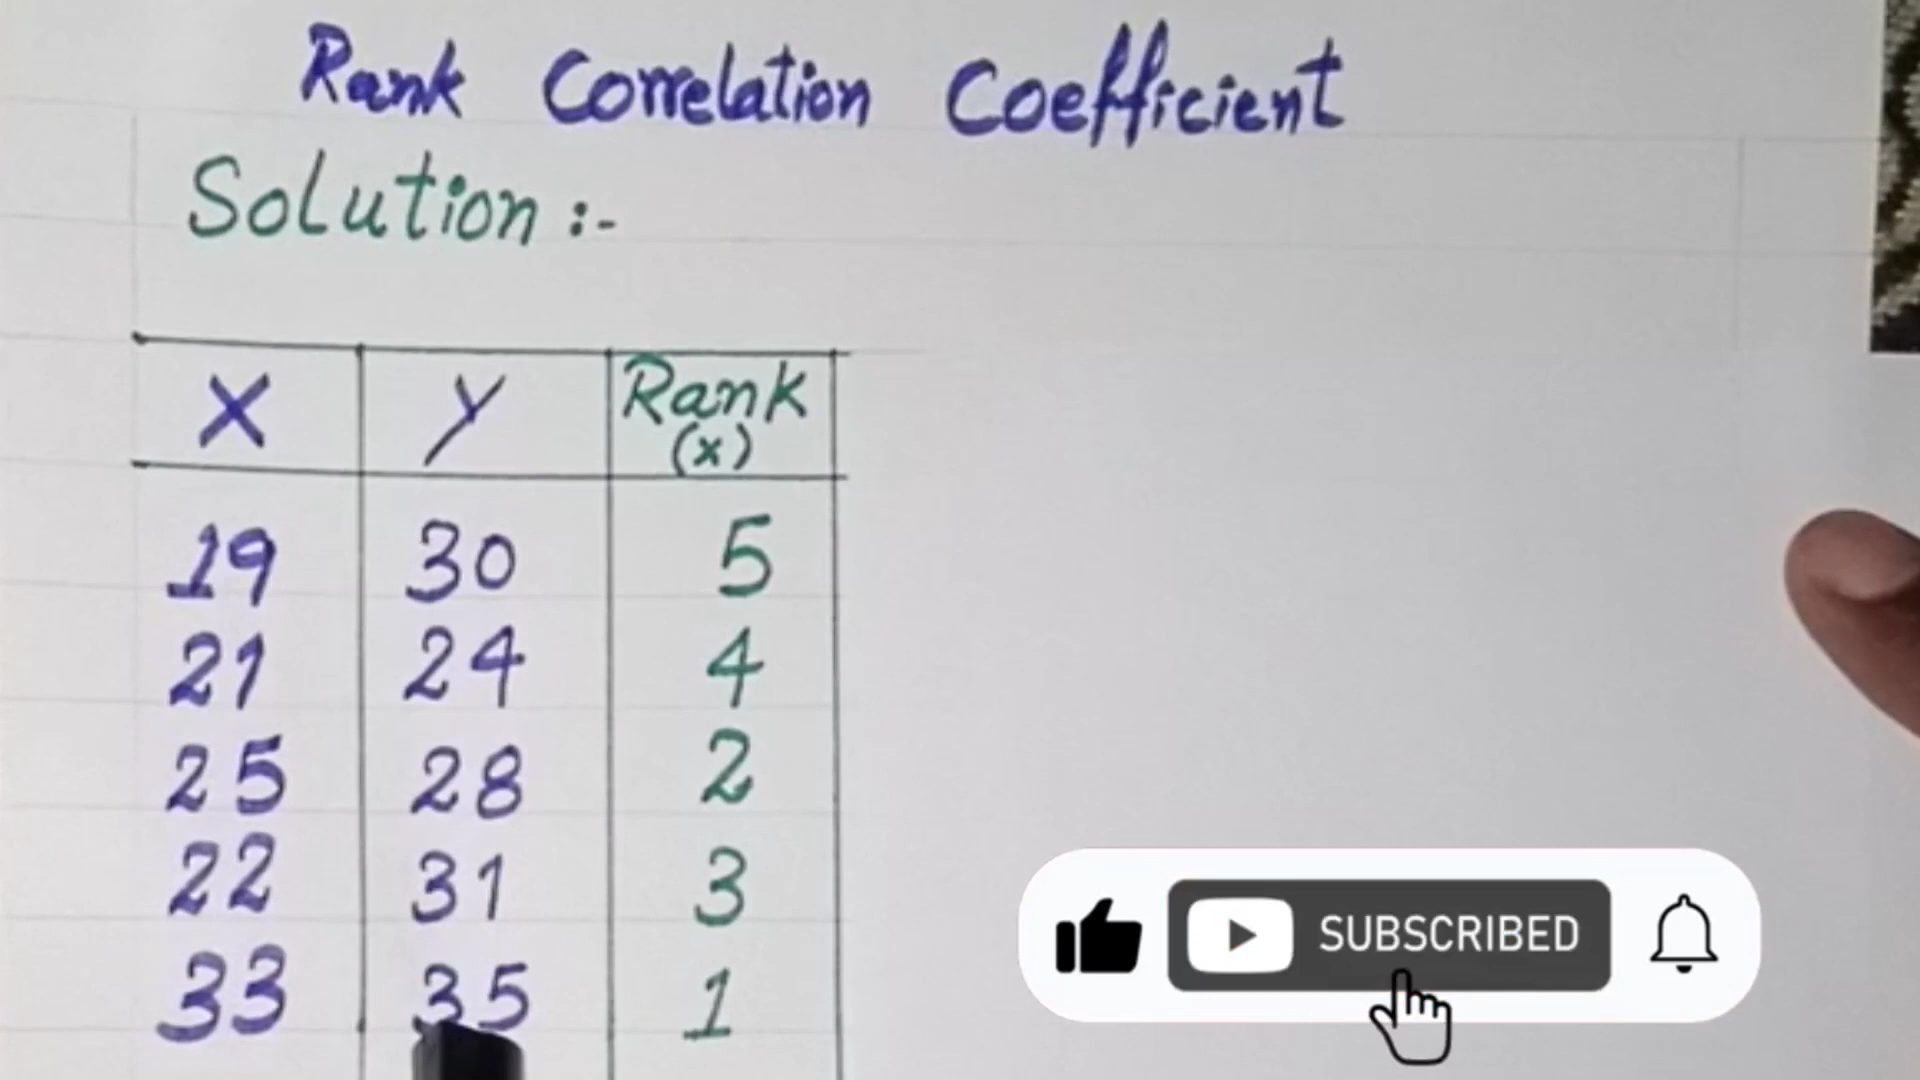 Rank Correlation Coefficient
Solution :-
X Y Rank (x)
19 30 5
21 24 4
25 28 2
22 31 3
33 35 1
SUBSCRIBED